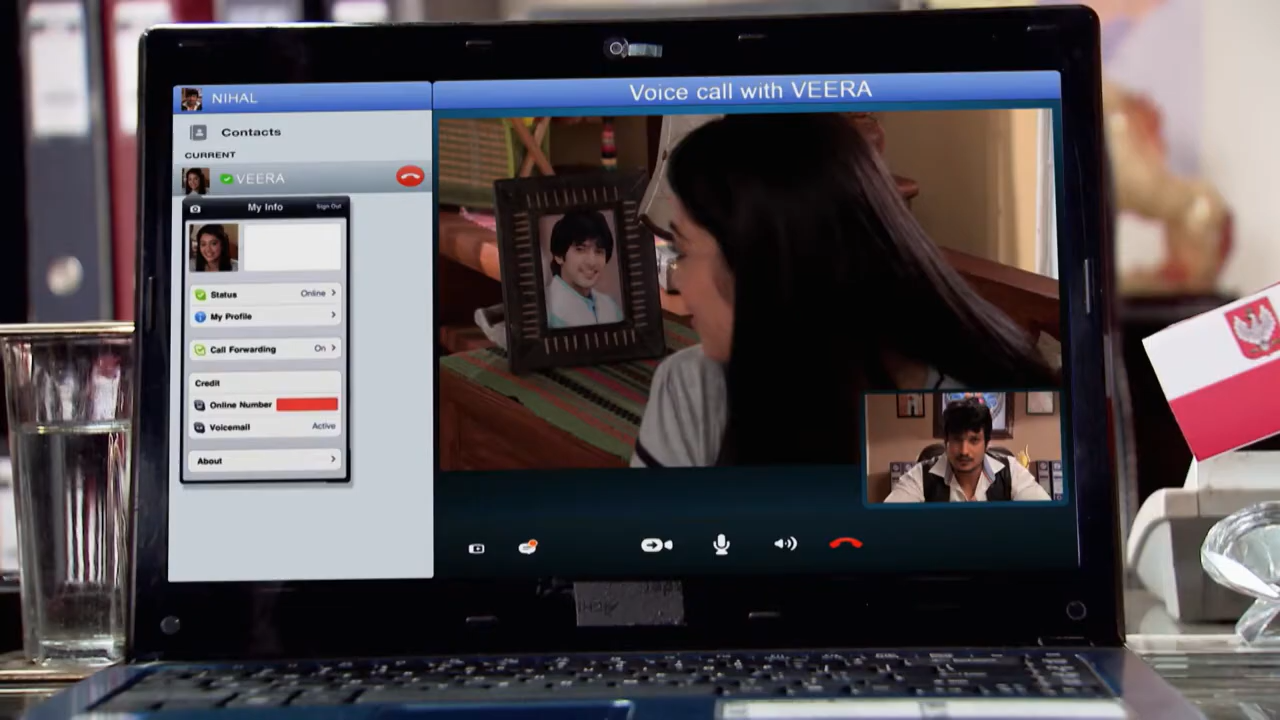 NIHAL
Voice call with VEERA
Contacts
CURRENT
VEERA
My Info
Sign Out
Status Online
My Profile
Call Forwarding On
Credit
Online Number
Voicemail Active
About